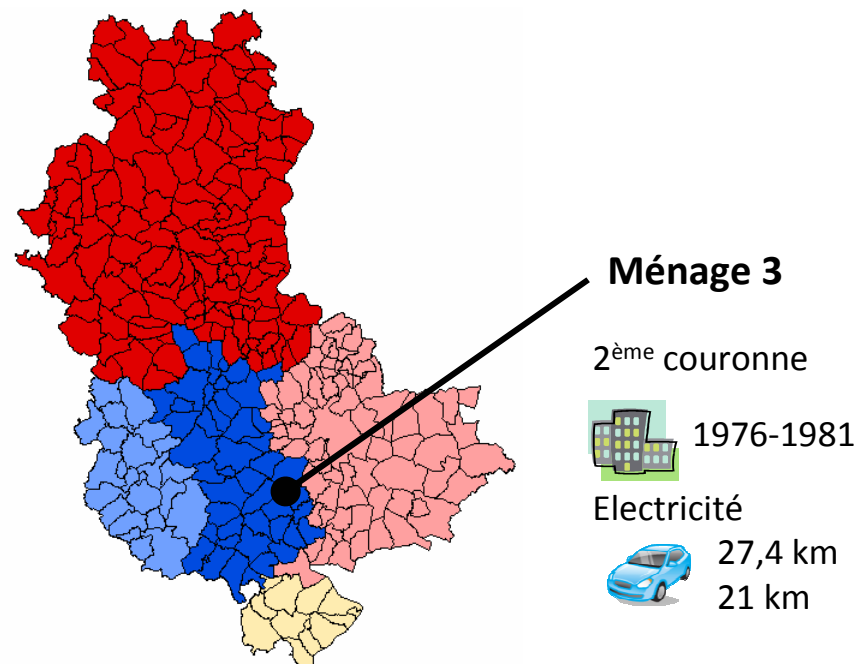 Ménage 3
2ème couronne
1976-1981
Electricité
27,4 km
21 km